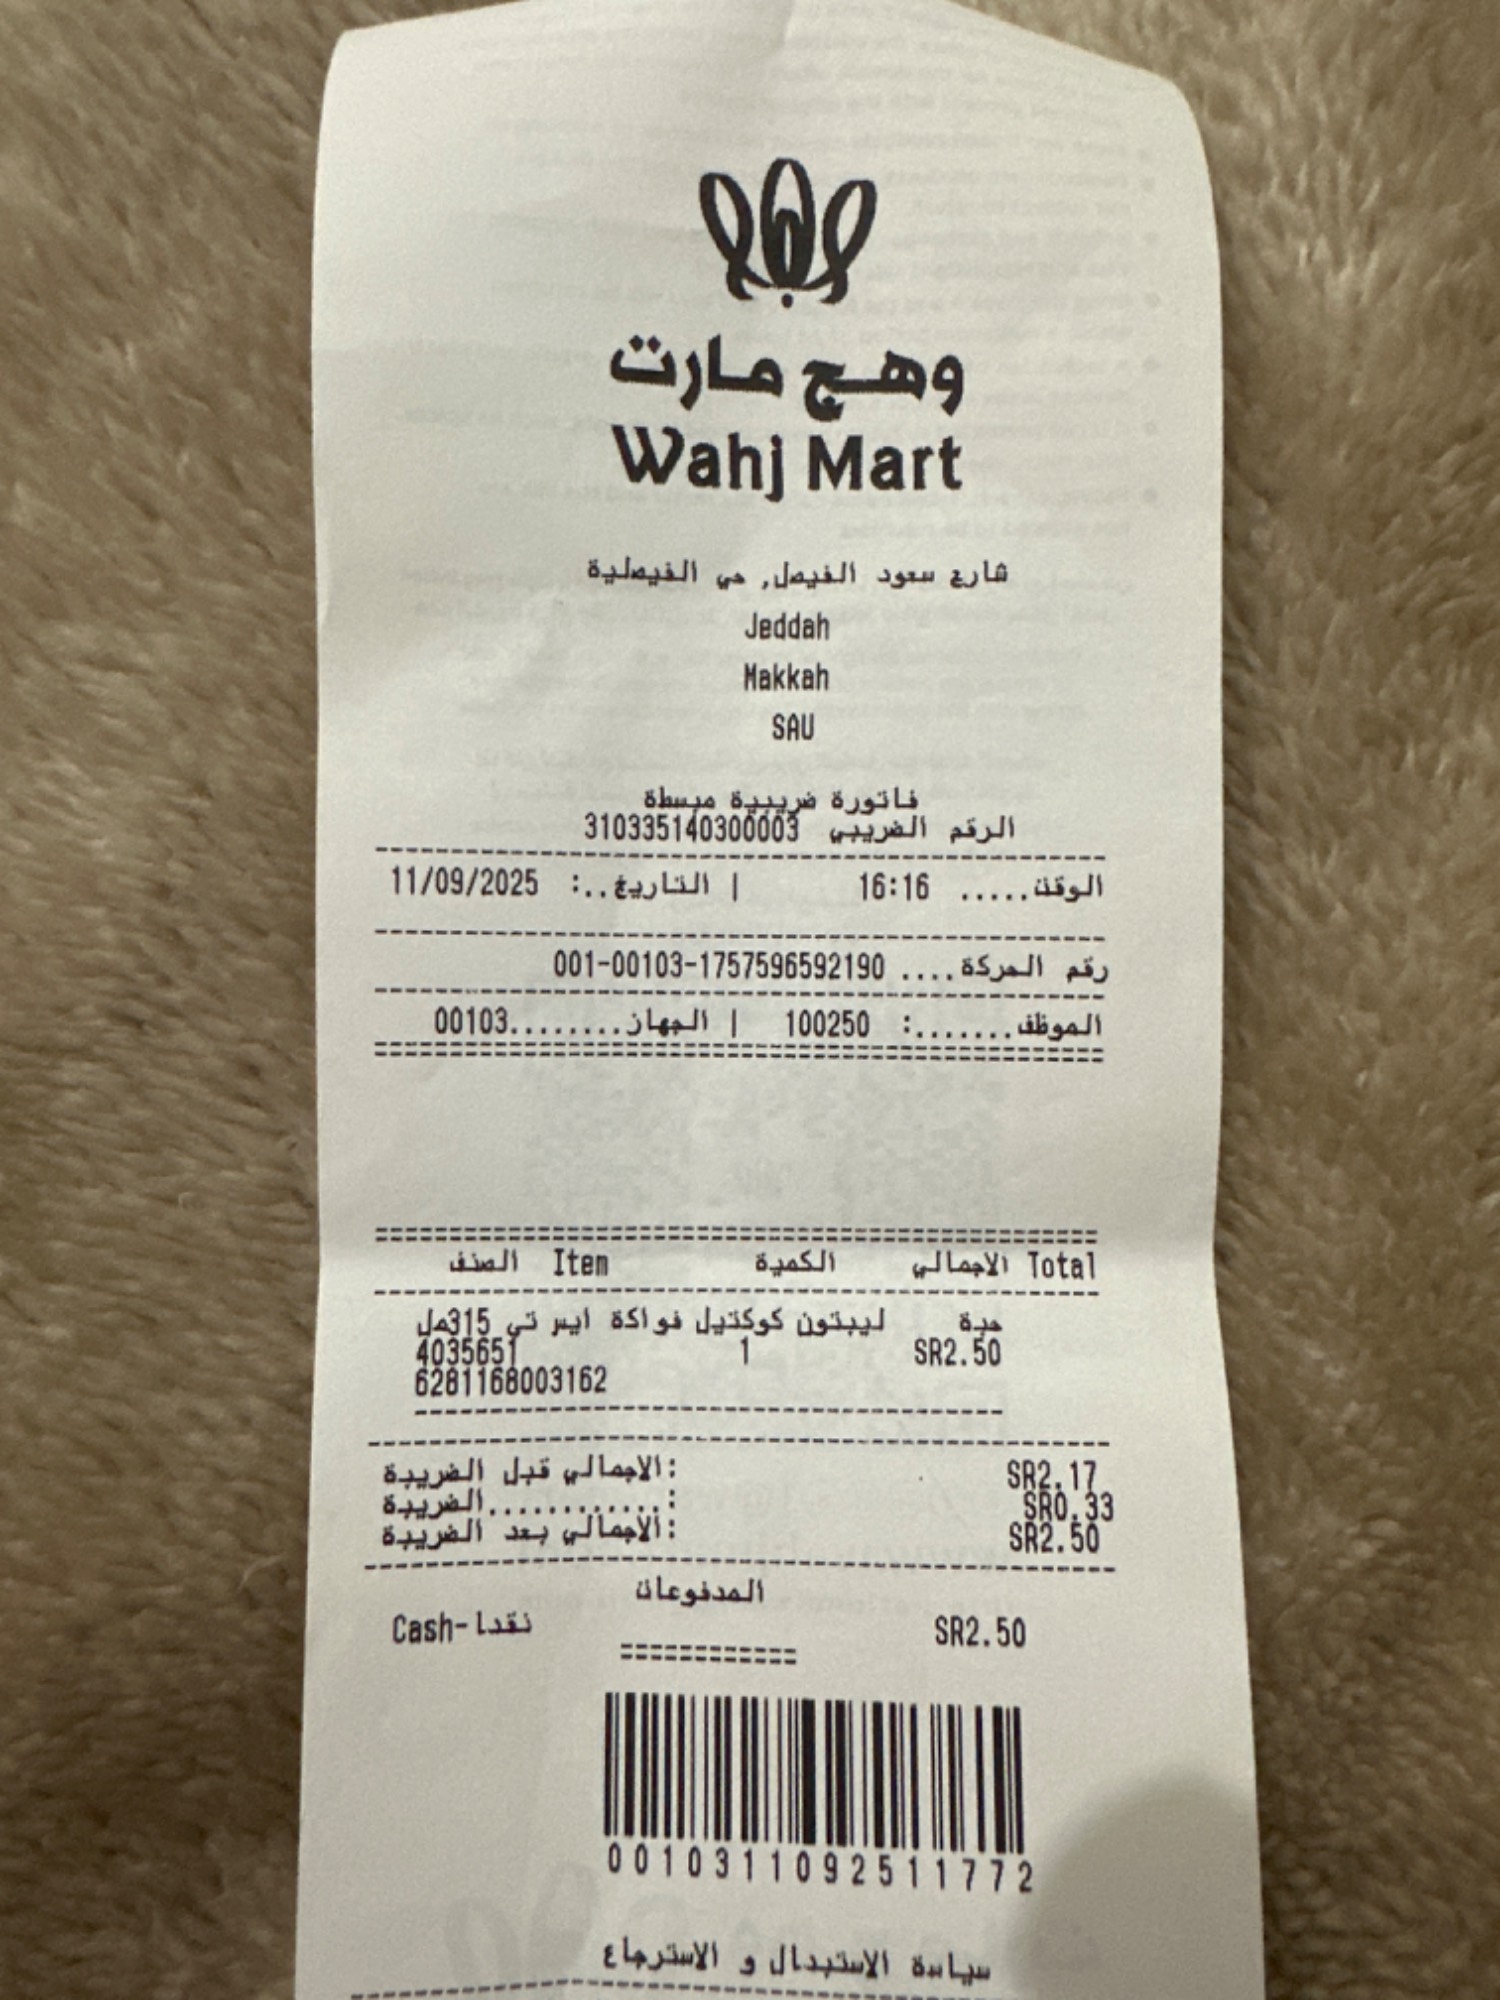 وهج مارت
Wahj Mart
شارع سعود الفيصل, حي الفيصلية
Jeddah
Makkah
SAU
فاتورة ضريبية مبسطة
الرقم الضريبي 310335140300003
الوقت..... 16:16 | التاريخ..: 11/09/2025
رقم الحركة.... 001-00103-1757596592190
الموظف.......: 100250 | الجهاز........00103
الصنف Item الكمية الاجمالي Total
ليبتون كوكتيل فواكة ايس تي 315مل حبة
4035651 1 SR2.50
6281168003162
الاجمالي قبل الضريبة: SR2.17
الضريبة............: SR0.33
الاجمالي بعد الضريبة: SR2.50
المدفوعات
Cash-نقدا SR2.50
0010311092511772
سياسة الاستبدال و الاسترجاع